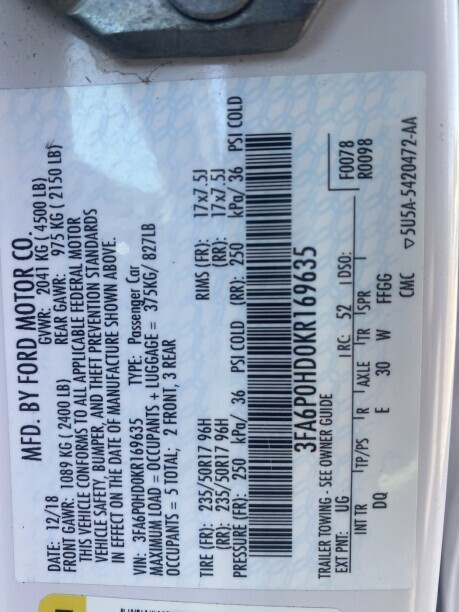 MFD. BY FORD MOTOR CO.
DATE: 12/18 GVWR: 2041 KG ( 4500 LB)
FRONT GAWR: 1089 KG ( 2400 LB) REAR GAWR: 975 KG ( 2150 LB)
THIS VEHICLE CONFORMS TO ALL APPLICABLE FEDERAL MOTOR
VEHICLE SAFETY, BUMPER, AND THEFT PREVENTION STANDARDS
IN EFFECT ON THE DATE OF MANUFACTURE SHOWN ABOVE.
VIN: 3FA6P0HD0KR169635 TYPE: Passenger Car
MAXIMUM LOAD = OCCUPANTS + LUGGAGE = 375KG/ 827LB
OCCUPANTS = 5 TOTAL; 2 FRONT, 3 REAR
TIRE (FR): 235/50R17 96H RIMS (FR): 17x7.5J
(RR): 235/50R17 96H (RR): 17x7.5J
PRESSURE (FR): 250 kPa/ 36 PSI COLD (RR): 250 kPa/ 36 PSI COLD
3FA6P0HD0KR169635
TRAILER TOWING - SEE OWNER GUIDE F0078
EXT PNT: UG RC: 52 DSO: R0098
INT TR TP/PS R AXLE TR SPR
DQ E 30 W FFGG
CMC ▽5U5A-5420472-AA